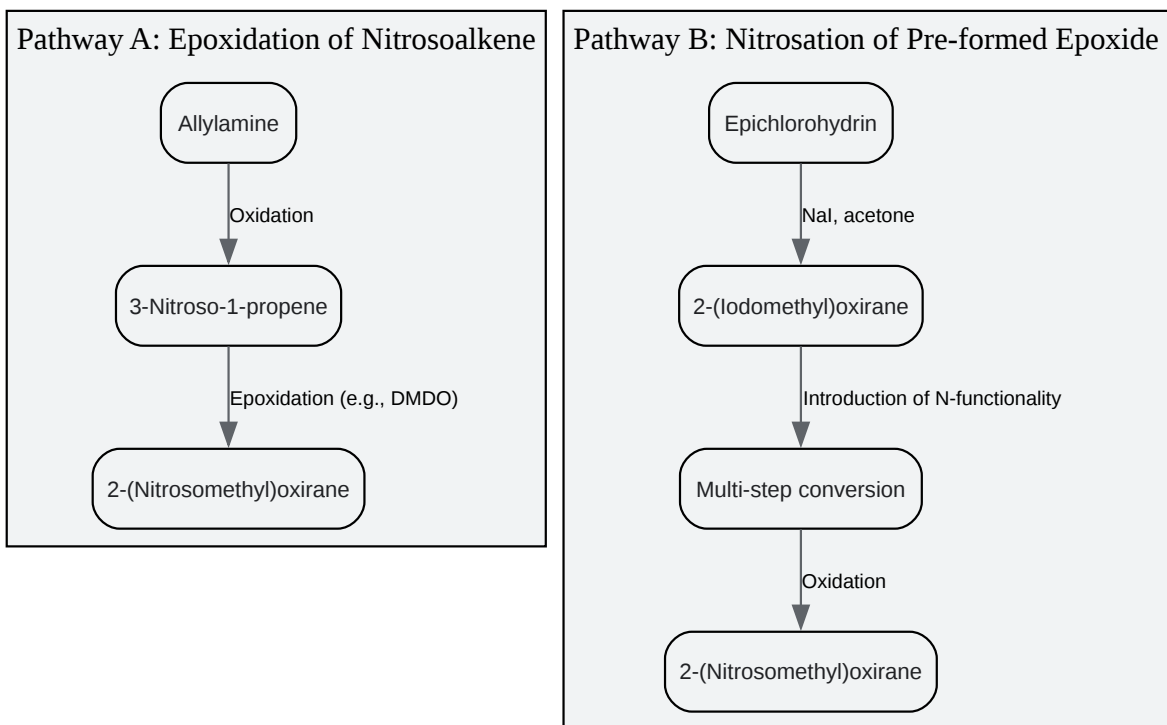 Pathway A: Epoxidation of Nitrosoalkene
Allylamine
Oxidation
3-Nitroso-1-propene
Epoxidation (e.g., DMDO)
2-(Nitrosomethyl)oxirane
Pathway B: Nitrosation of Pre-formed Epoxide
Epichlorohydrin
NaI, acetone
2-(Iodomethyl)oxirane
Introduction of N-functionality
Multi-step conversion
Oxidation
2-(Nitrosomethyl)oxirane